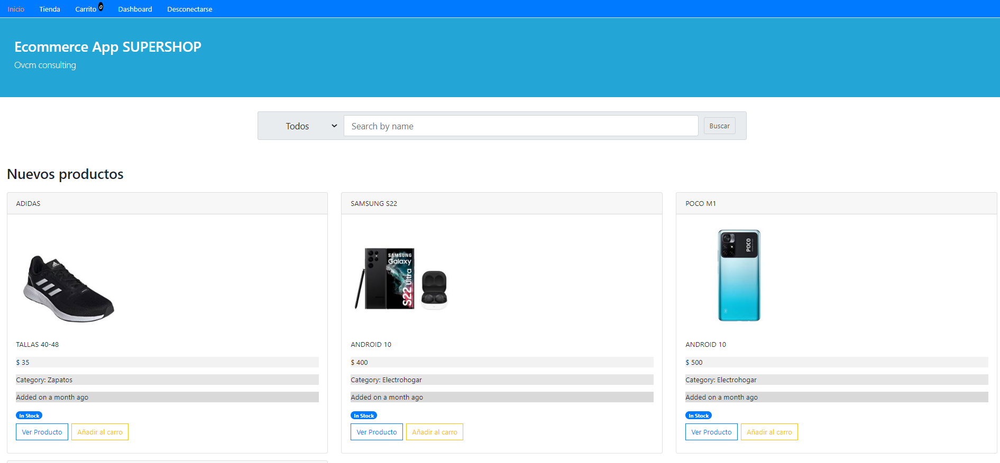 Inicio Tienda Carrito 0 Dashboard Desconectarse
Ecommerce App SUPERSHOP
Ovcm consulting
Todos Search by name Buscar
Nuevos productos
ADIDAS SAMSUNG S22 POCO M1
adidas
SAMSUNG
Galaxy
S22 Ultra
POCO
TALLAS 40-48 ANDROID 10 ANDROID 10
$ 35 $ 400 $ 500
Category: Zapatos Category: Electrohogar Category: Electrohogar
Added on a month ago Added on a month ago Added on a month ago
In Stock In Stock In Stock
Ver Producto Añadir al carro Ver Producto Añadir al carro Ver Producto Añadir al carro